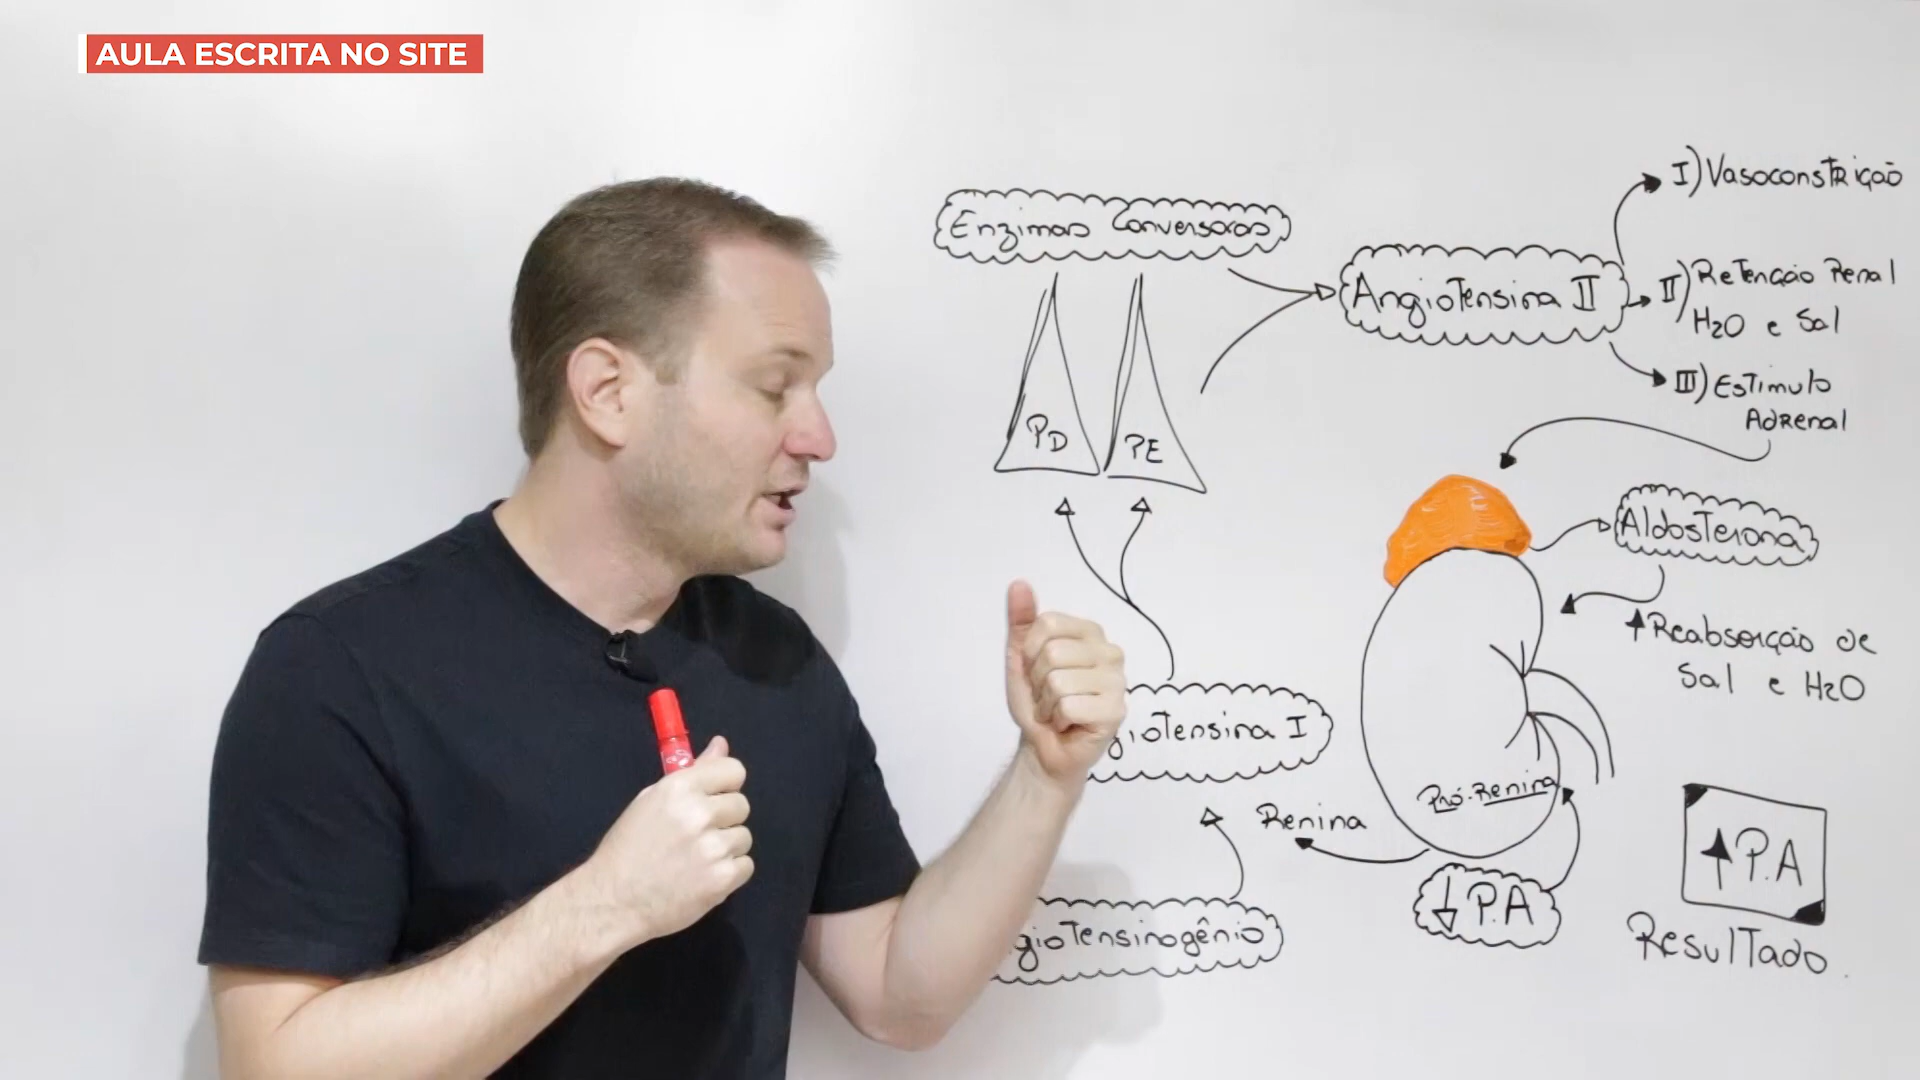 AULA ESCRITA NO SITE
Enzimas Conversoras
PD
PE
Angiotensina II
I) Vasoconstrição
II) Retenção Renal
H2O e Sal
III) Estímulo
Adrenal
Aldosterona
↑ Reabsorção de
Sal e H2O
giotensina I
Renina
Pró-Renina
↓ P.A
giotensinogênio
↑ P.A
Resultado.